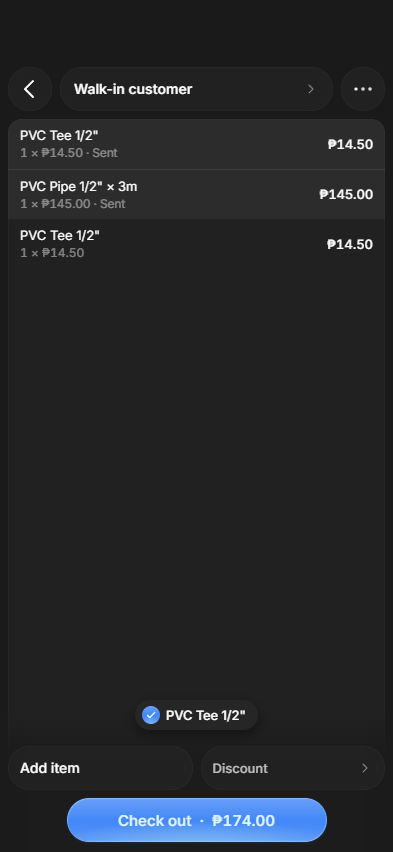 Walk-in customer
PVC Tee 1/2"
₱14.50
1 × ₱14.50 · Sent
PVC Pipe 1/2" × 3m
₱145.00
1 × ₱145.00 · Sent
PVC Tee 1/2"
₱14.50
1 × ₱14.50
PVC Tee 1/2"
Add item
Discount
Check out · ₱174.00